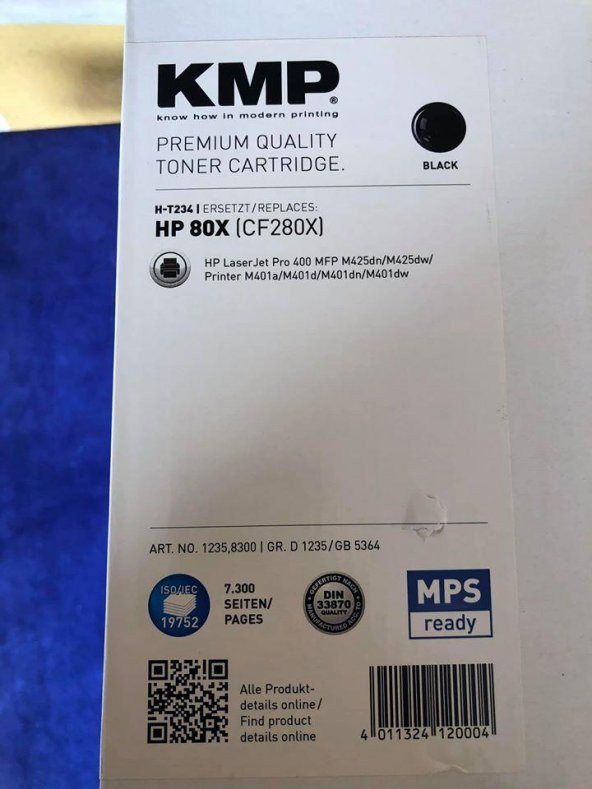 KMP®
know how in modern printing
PREMIUM QUALITY
TONER CARTRIDGE.
BLACK
H-T234 | ERSETZT/REPLACES:
HP 80X (CF280X)
HP LaserJet Pro 400 MFP M425dn/M425dw/
Printer M401a/M401d/M401dn/M401dw
ART. NO. 1235,8300 | GR. D 1235/GB 5364
ISO/IEC
19752
7.300
SEITEN/
PAGES
GEFERTIGT NACH
DIN
33870
QUALITY
MPS
ready
Alle Produkt-
details online/
Find product
details online
4 011324 120004